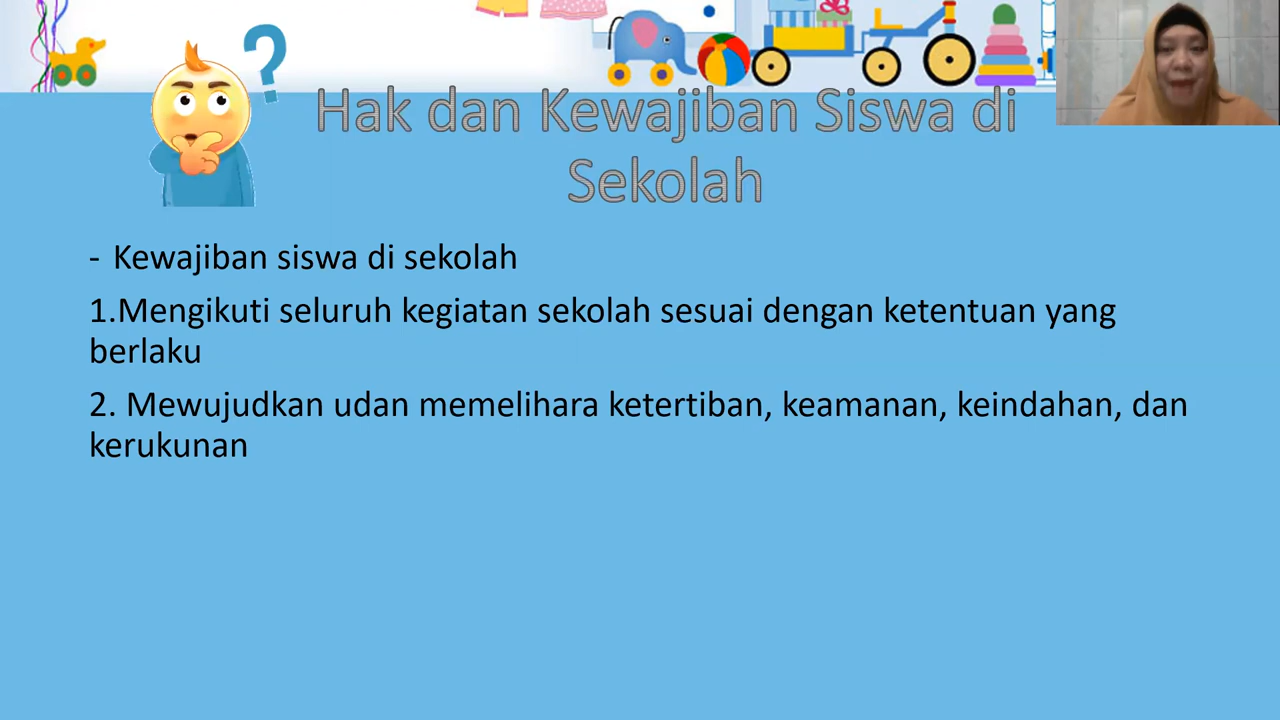 ?
Hak dan Kewajiban Siswa di
Sekolah
- Kewajiban siswa di sekolah
1.Mengikuti seluruh kegiatan sekolah sesuai dengan ketentuan yang
berlaku
2. Mewujudkan udan memelihara ketertiban, keamanan, keindahan, dan
kerukunan